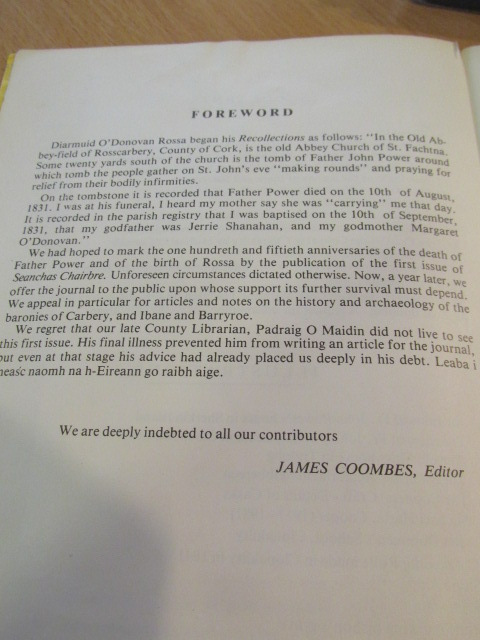 FOREWORD
Diarmuid O'Donovan Rossa began his Recollections as follows: "In the Old Ab-
bey-field of Rosscarbery, County of Cork, is the old Abbey Church of St. Fachtna.
Some twenty yards south of the church is the tomb of Father John Power around
which tomb the people gather on St. John's eve "making rounds" and praying for
relief from their bodily infirmities.
On the tombstone it is recorded that Father Power died on the 10th of August,
1831. I was at his funeral, I heard my mother say she was "carrying" me that day.
It is recorded in the parish registry that I was baptised on the 10th of September,
1831, that my godfather was Jerrie Shanahan, and my godmother Margaret
O'Donovan."
We had hoped to mark the one hundreth and fiftieth anniversaries of the death of
Father Power and of the birth of Rossa by the publication of the first issue of
Seanchas Chairbre. Unforeseen circumstances dictated otherwise. Now, a year later, we
offer the journal to the public upon whose support its further survival must depend.
We appeal in particular for articles and notes on the history and archaeology of the
baronies of Carbery, and Ibane and Barryroe.
We regret that our late County Librarian, Padraig O Maidin did not live to see
this first issue. His final illness prevented him from writing an article for the journal,
but even at that stage his advice had already placed us deeply in his debt. Leaba i
measc naomh na h-Eireann go raibh aige.
We are deeply indebted to all our contributors
JAMES COOMBES, Editor